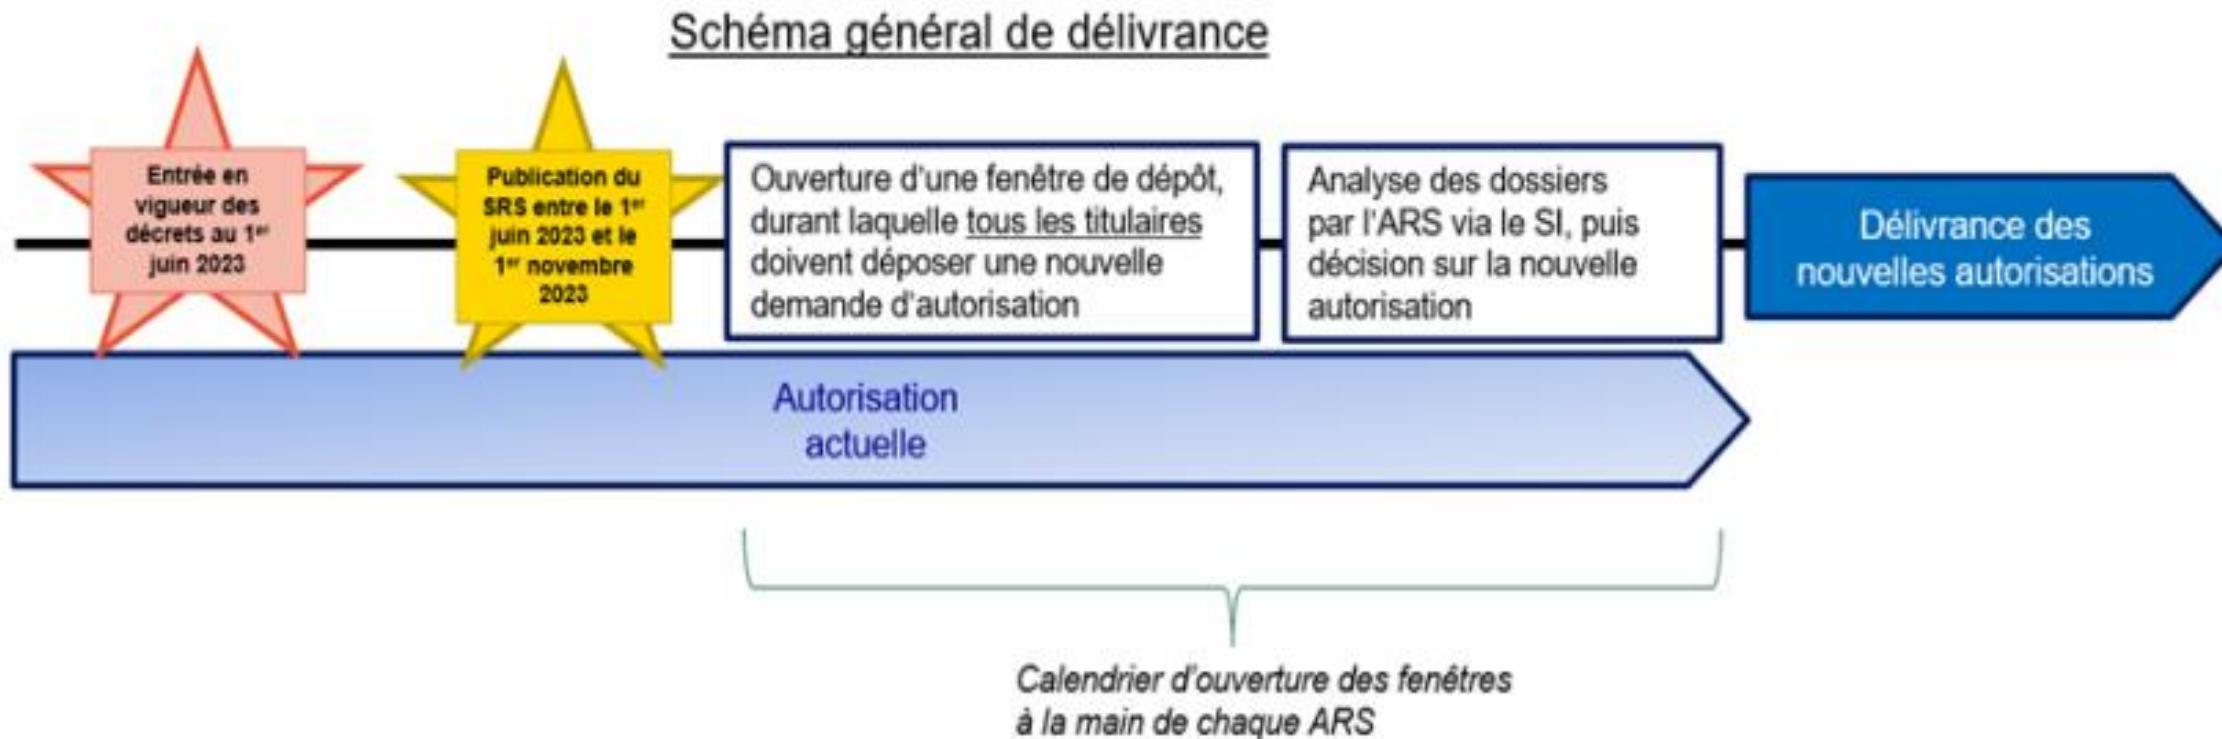 Schéma général de délivrance
Entrée en
vigueur des
décrets au 1er
juin 2023
Publication du
SRS entre le 1er
juin 2023 et le
1er novembre
2023
Ouverture d'une fenêtre de dépôt,
durant laquelle tous les titulaires
doivent déposer une nouvelle
demande d'autorisation
Analyse des dossiers
par l'ARS via le SI, puis
décision sur la nouvelle
autorisation
Délivrance des
nouvelles autorisations
Autorisation
actuelle
Calendrier d'ouverture des fenêtres
à la main de chaque ARS